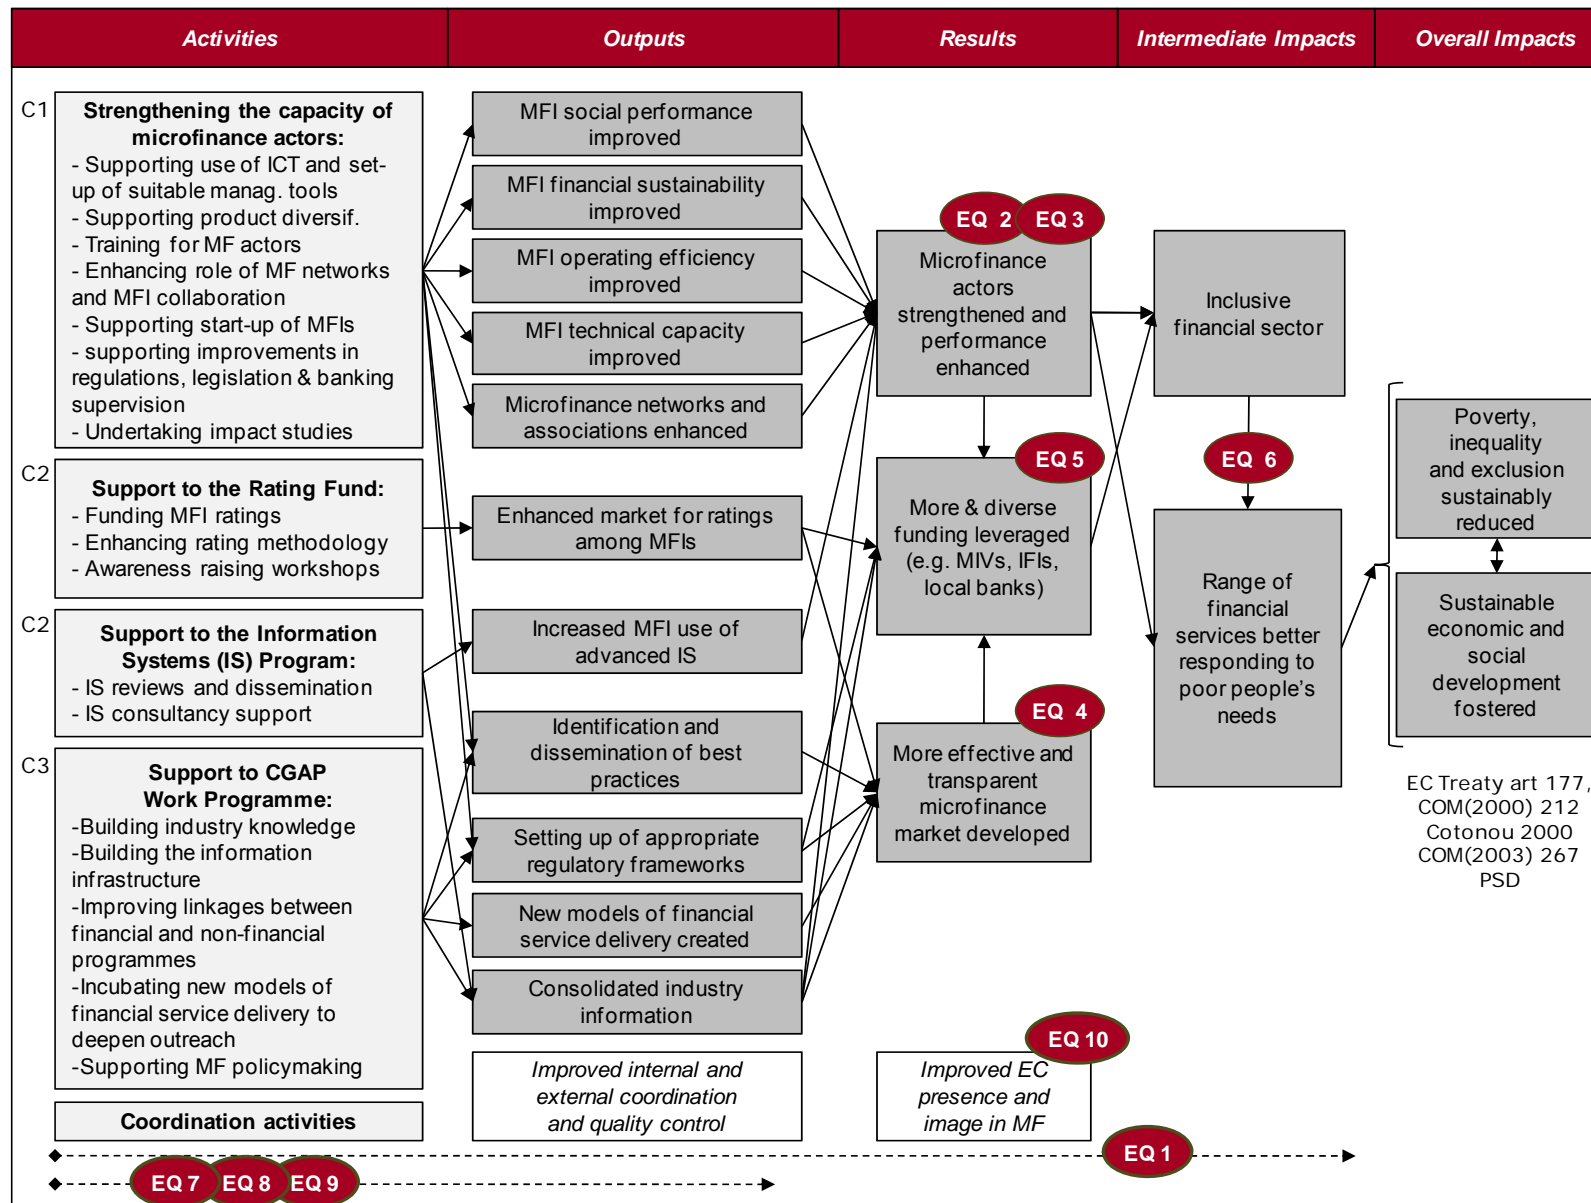 Activities
Outputs
Results
Intermediate Impacts
Overall Impacts
C1
Strengthening the capacity of
microfinance actors:
- Supporting use of ICT and set-
up of suitable manag. tools
- Supporting product diversif.
- Training for MF actors
- Enhancing role of MF networks
and MFI collaboration
- Supporting start-up of MFIs
- supporting improvements in
regulations, legislation & banking
supervision
- Undertaking impact studies
C2
Support to the Rating Fund:
- Funding MFI ratings
- Enhancing rating methodology
- Awareness raising workshops
C2
Support to the Information
Systems (IS) Program:
- IS reviews and dissemination
- IS consultancy support
C3
Support to CGAP
Work Programme:
-Building industry knowledge
-Building the information
infrastructure
-Improving linkages between
financial and non-financial
programmes
-Incubating new models of
financial service delivery to
deepen outreach
-Supporting MF policymaking
Coordination activities
MFI social performance
improved
MFI financial sustainability
improved
MFI operating efficiency
improved
MFI technical capacity
improved
Microfinance networks and
associations enhanced
Enhanced market for ratings
among MFIs
Increased MFI use of
advanced IS
Identification and
dissemination of best
practices
Setting up of appropriate
regulatory frameworks
New models of financial
service delivery created
Consolidated industry
information
Improved internal and
external coordination
and quality control
EQ 2
EQ 3
Microfinance
actors
strengthened and
performance
enhanced
EQ 5
More & diverse
funding leveraged
(e.g. MIVs, IFIs,
local banks)
EQ 4
More effective and
transparent
microfinance
market developed
EQ 10
Improved EC
presence and
image in MF
Inclusive
financial sector
EQ 6
Range of
financial
services better
responding to
poor people's
needs
Poverty,
inequality
and exclusion
sustainably
reduced
Sustainable
economic and
social
development
fostered
EC Treaty art 177,
COM(2000) 212
Cotonou 2000
COM(2003) 267
PSD
EQ 1
EQ 7
EQ 8
EQ 9